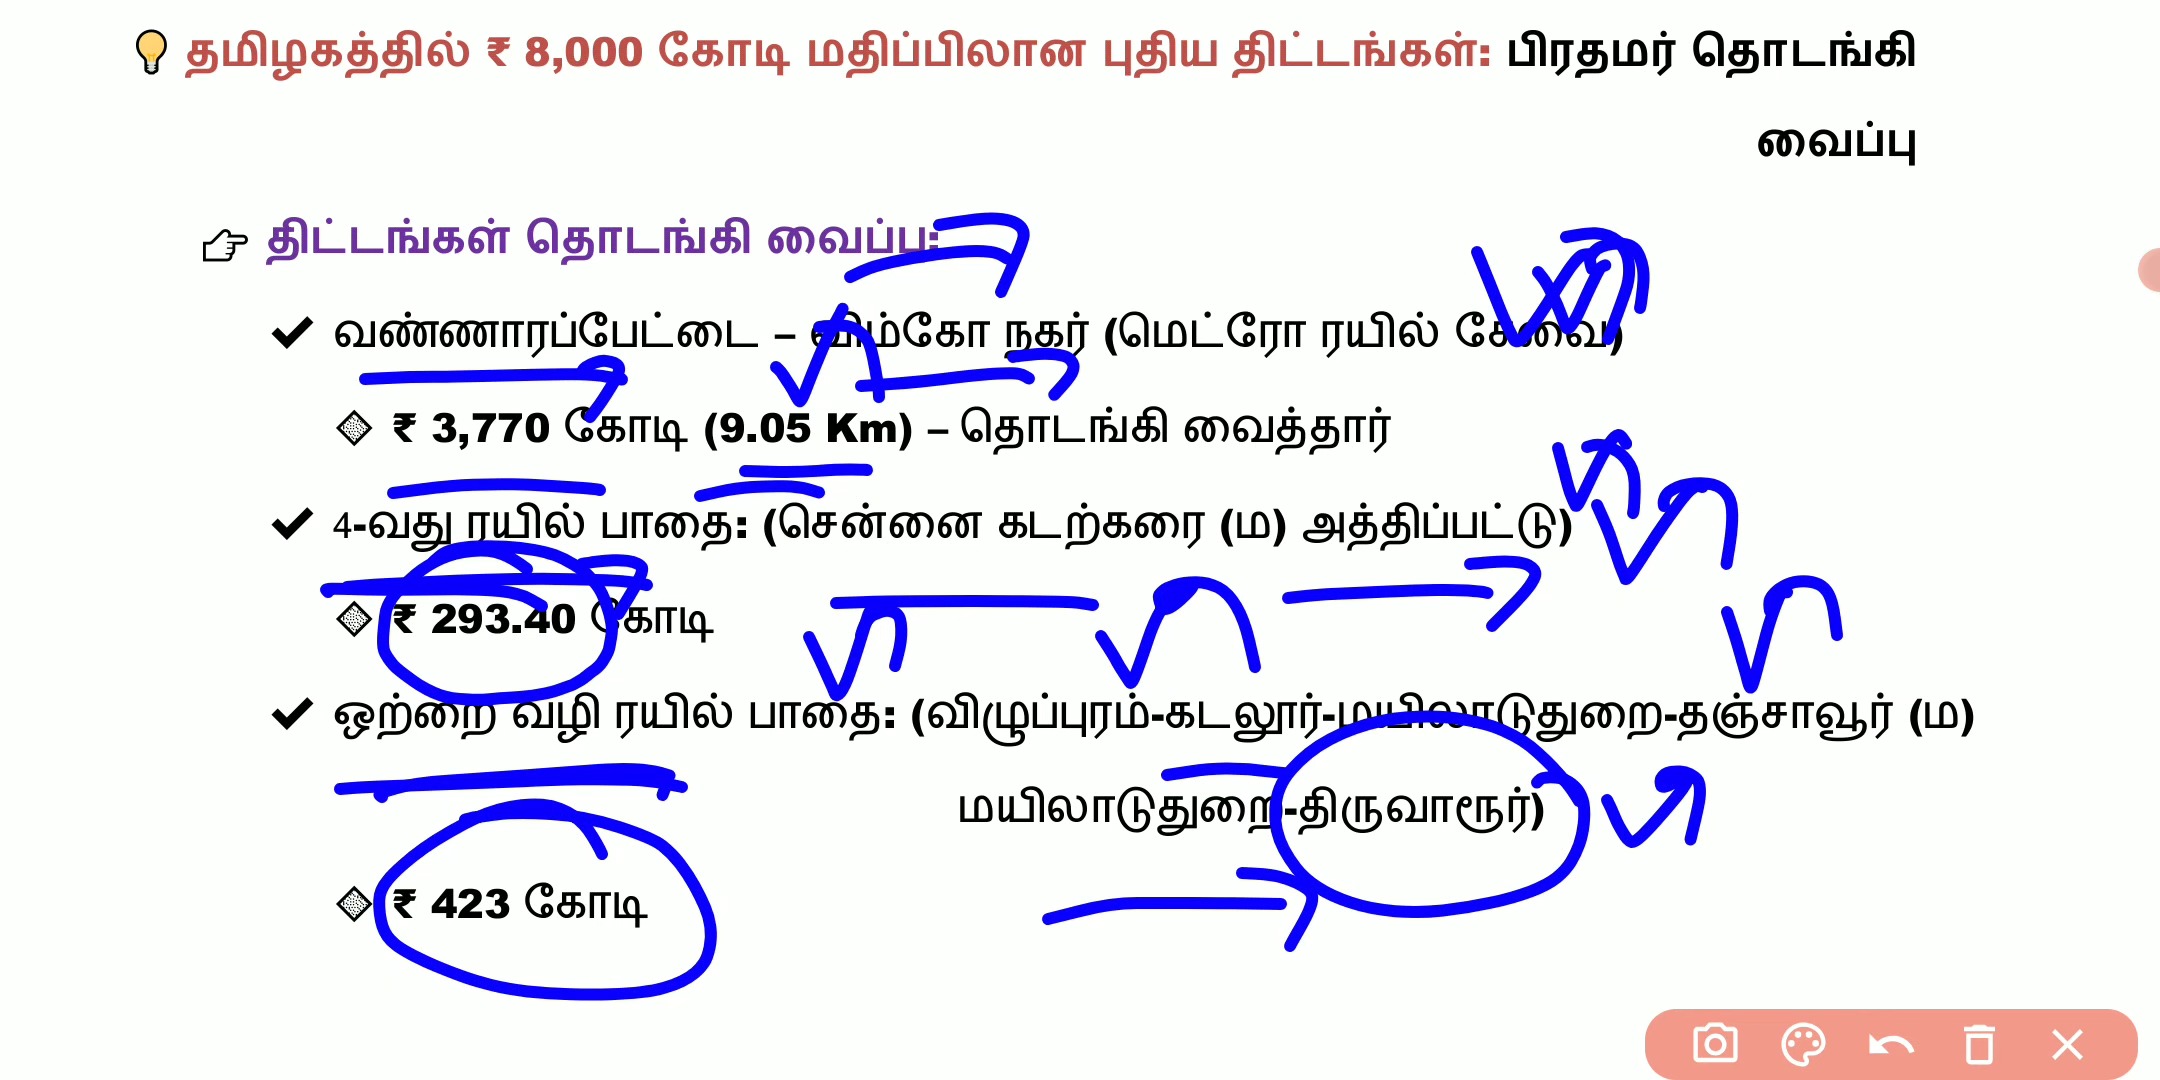 தமிழகத்தில் ₹ 8,000 கோடி மதிப்பிலான புதிய திட்டங்கள்: பிரதமர் தொடங்கி
வைப்பு
திட்டங்கள் தொடங்கி வைப்பு:
வண்ணாரப்பேட்டை – விம்கோ நகர் (மெட்ரோ ரயில் சேவை)
₹ 3,770 கோடி (9.05 Km) – தொடங்கி வைத்தார்
4-வது ரயில் பாதை: (சென்னை கடற்கரை (ம) அத்திப்பட்டு)
₹ 293.40 கோடி
ஒற்றை வழி ரயில் பாதை: (விழுப்புரம்-கடலூர்-மயிலாடுதுறை-தஞ்சாவூர் (ம)
மயிலாடுதுறை-திருவாரூர்)
₹ 423 கோடி